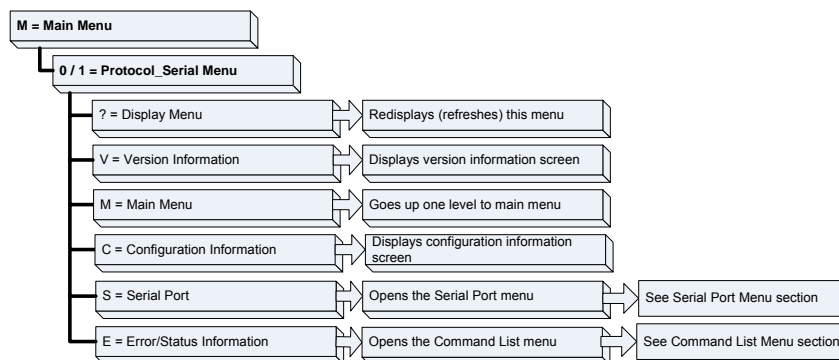 M = Main Menu
0 / 1 = Protocol_Serial Menu
? = Display Menu
Redisplays (refreshes) this menu
V = Version Information
Displays version information screen
M = Main Menu
Goes up one level to main menu
C = Configuration Information
Displays configuration information
screen
S = Serial Port
Opens the Serial Port menu
See Serial Port Menu section
E = Error/Status Information
Opens the Command List menu
See Command List Menu section